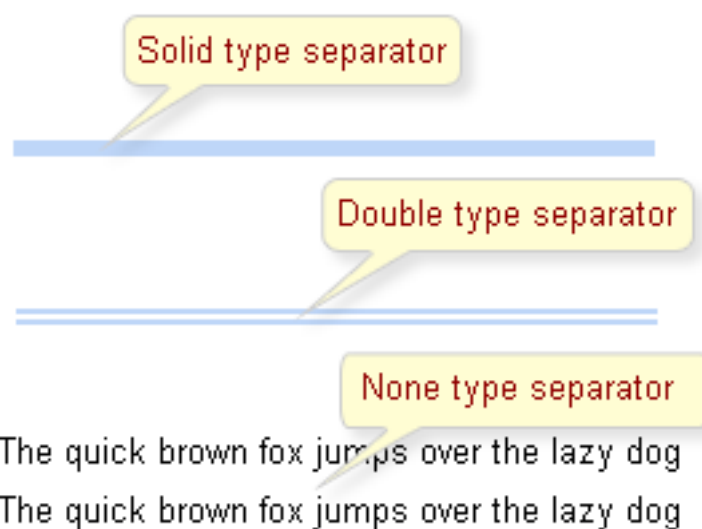 Solid type separator
Double type separator
None type separator
The quick brown fox jumps over the lazy dog
The quick brown fox jumps over the lazy dog